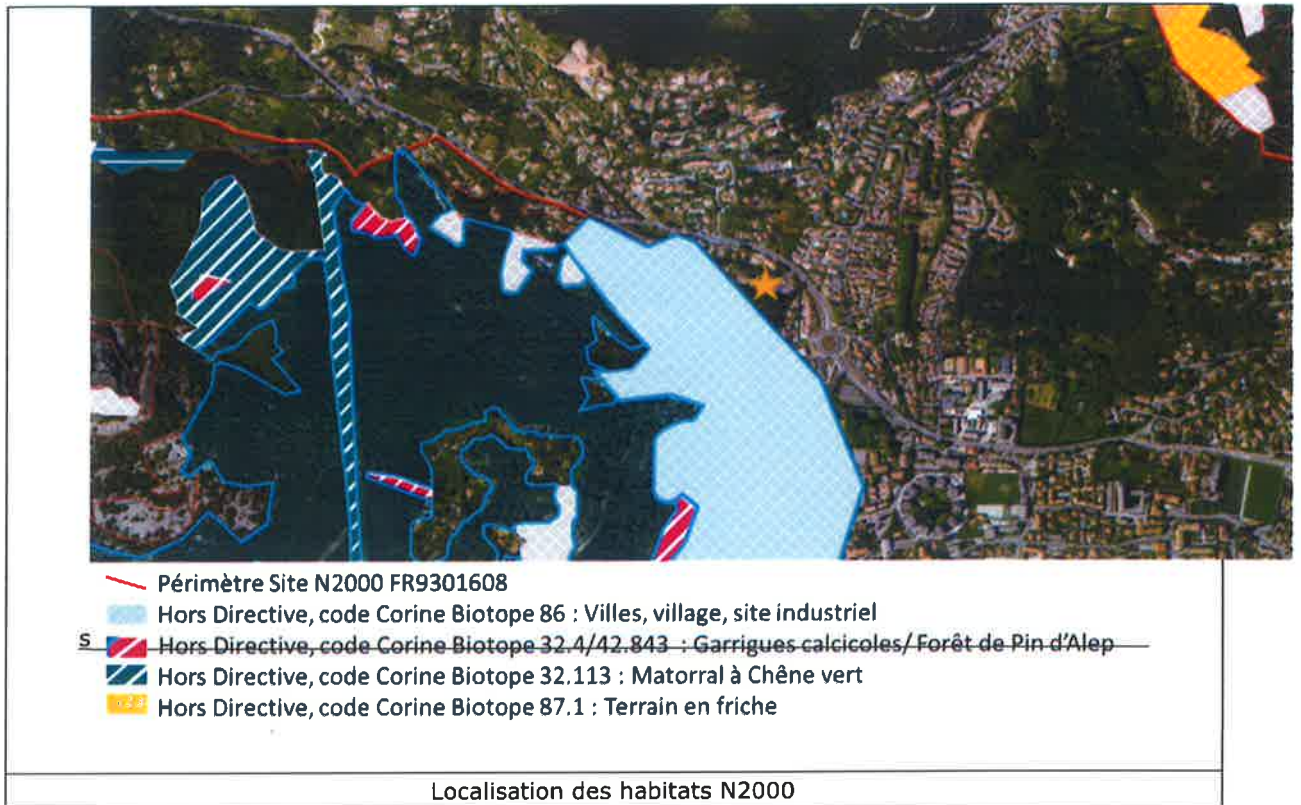 Périmètre Site N2000 FR9301608
Hors Directive, code Corine Biotope 86 : Villes, village, site industriel
s Hors Directive, code Corine Biotope 32.4/42.843 : Garrigues calcicoles/Forêt de Pin d'Alep
Hors Directive, code Corine Biotope 32.113 : Matorral à Chêne vert
Hors Directive, code Corine Biotope 87.1 : Terrain en friche
Localisation des habitats N2000